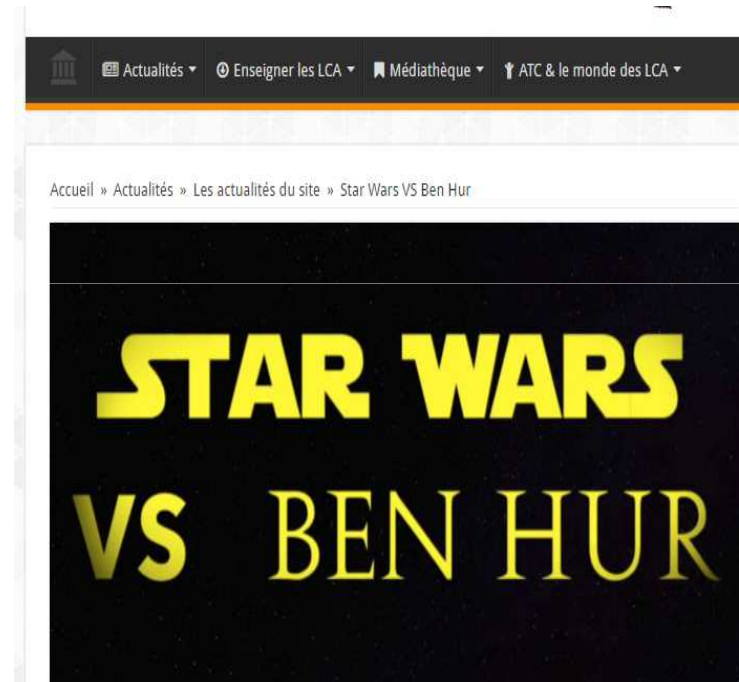 Actualités Enseigner les LCA Médiathèque ATC & le monde des LCA
Accueil » Actualités » Les actualités du site » Star Wars VS Ben Hur
STAR WARS
VS BEN HUR